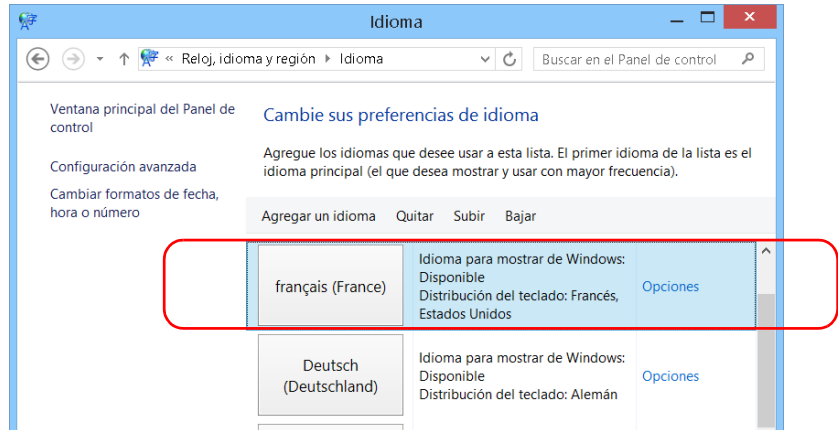 Idioma
« Reloj, idioma y región ▸ Idioma
Buscar en el Panel de control
Ventana principal del Panel de
control
Configuración avanzada
Cambiar formatos de fecha,
hora o número
Cambie sus preferencias de idioma
Agregue los idiomas que desee usar a esta lista. El primer idioma de la lista es el
idioma principal (el que desea mostrar y usar con mayor frecuencia).
Agregar un idioma Quitar Subir Bajar
français (France)
Idioma para mostrar de Windows:
Disponible
Distribución del teclado: Francés,
Estados Unidos
Opciones
Deutsch
(Deutschland)
Idioma para mostrar de Windows:
Disponible
Distribución del teclado: Alemán
Opciones